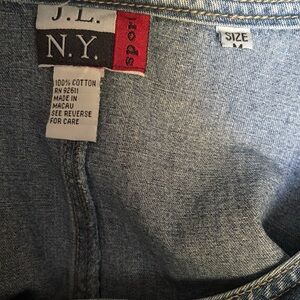 J.L.
N.Y.
sport
SIZE
M
100% COTTON
RN 92611
MADE IN
MACAU
SEE REVERSE
FOR CARE